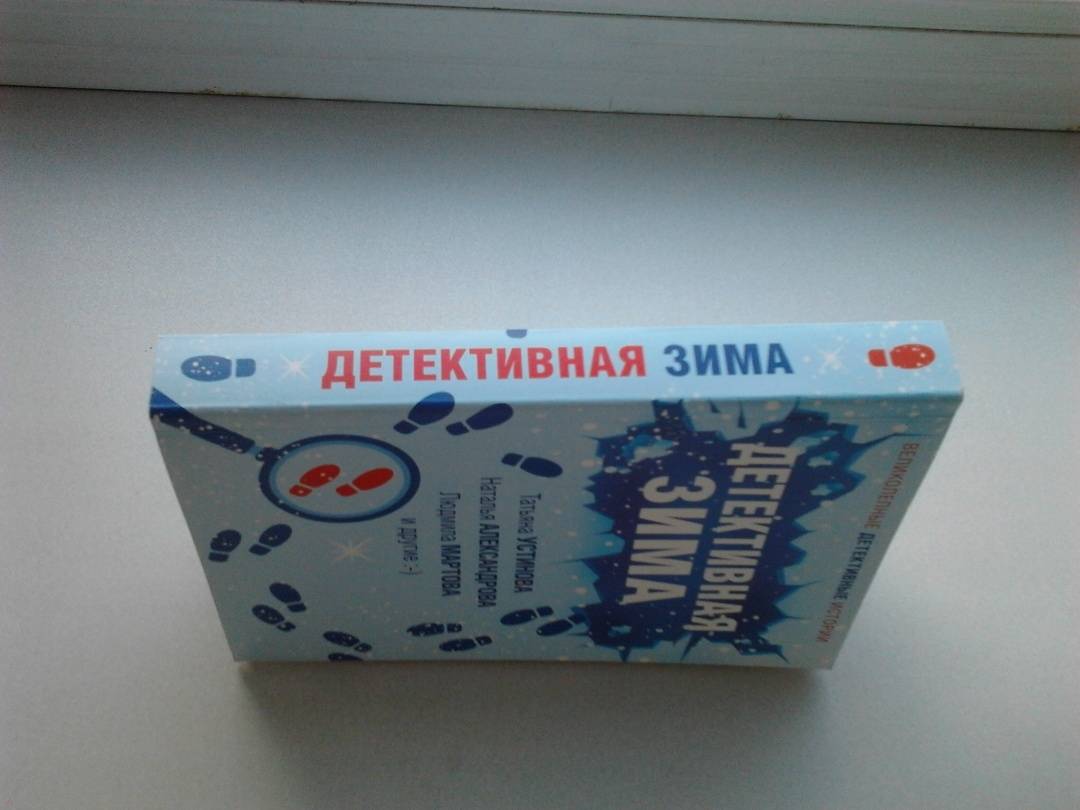 ДЕТЕКТИВНАЯ ЗИМА
ВЕЛИКОЛЕПНЫЕ ДЕТЕКТИВНЫЕ ИСТОРИИ
ДЕТЕКТИВНАЯ
ЗИМА
Татьяна УСТИНОВА
Наталья АЛЕКСАНДРОВА
Людмила МАРТОВА
и другие :-)